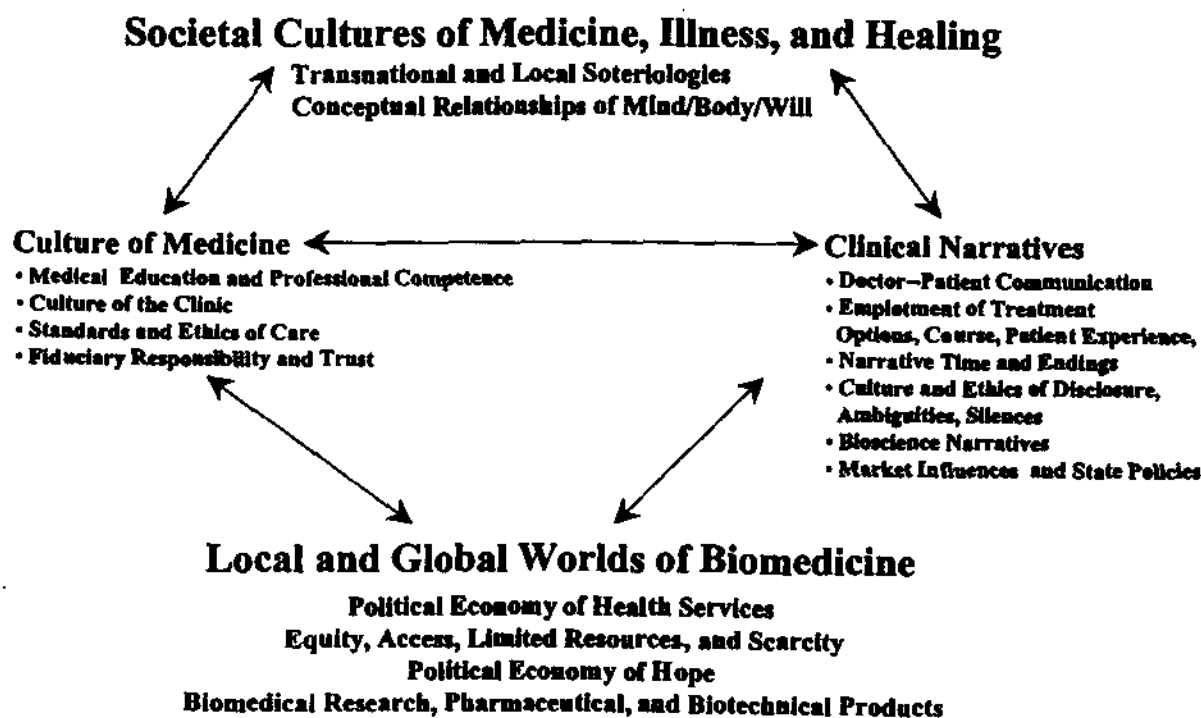 Societal Cultures of Medicine, Illness, and Healing
Transnational and Local Soteriologies
Conceptual Relationships of Mind/Body/Will
Culture of Medicine
• Medical Education and Professional Competence
• Culture of the Clinic
• Standards and Ethics of Care
• Fiduciary Responsibility and Trust
Clinical Narratives
• Doctor–Patient Communication
• Emplotment of Treatment
Options, Course, Patient Experience,
• Narrative Time and Endings
• Culture and Ethics of Disclosure,
Ambiguities, Silences
• Bioscience Narratives
• Market Influences and State Policies
Local and Global Worlds of Biomedicine
Political Economy of Health Services
Equity, Access, Limited Resources, and Scarcity
Political Economy of Hope
Biomedical Research, Pharmaceutical, and Biotechnical Products